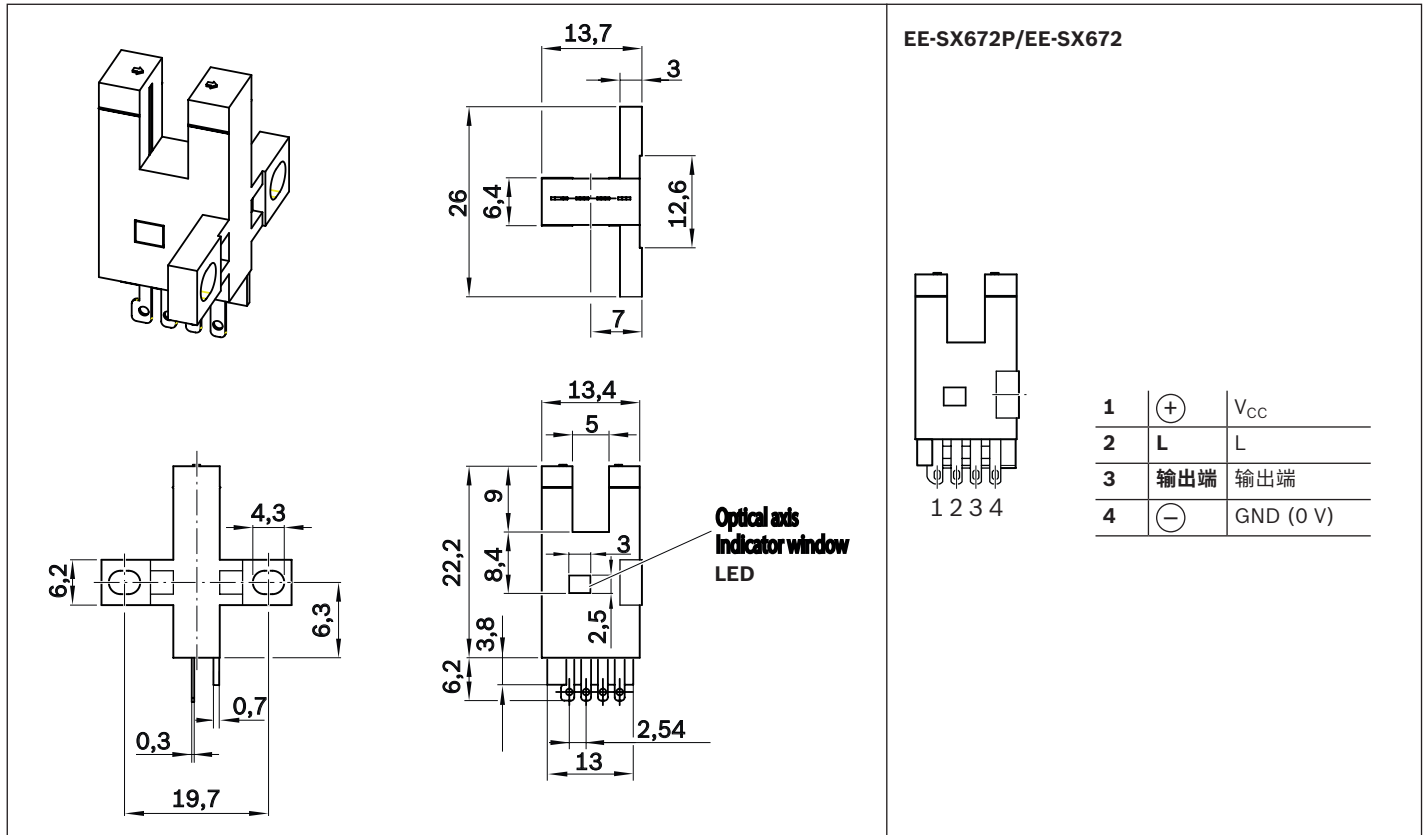 EE-SX672P/EE-SX672
13,7
3
26
6,4
12,6
7
13,4
5
9
22,2
8,4
3
2,5
3,8
6,2
2,54
13
Optical axis
Indicator window
LED
4,3
6,2
6,3
0,7
0,3
19,7
1 2 3 4
1 + V_CC
2 L L
3 输出端 输出端
4 − GND (0 V)